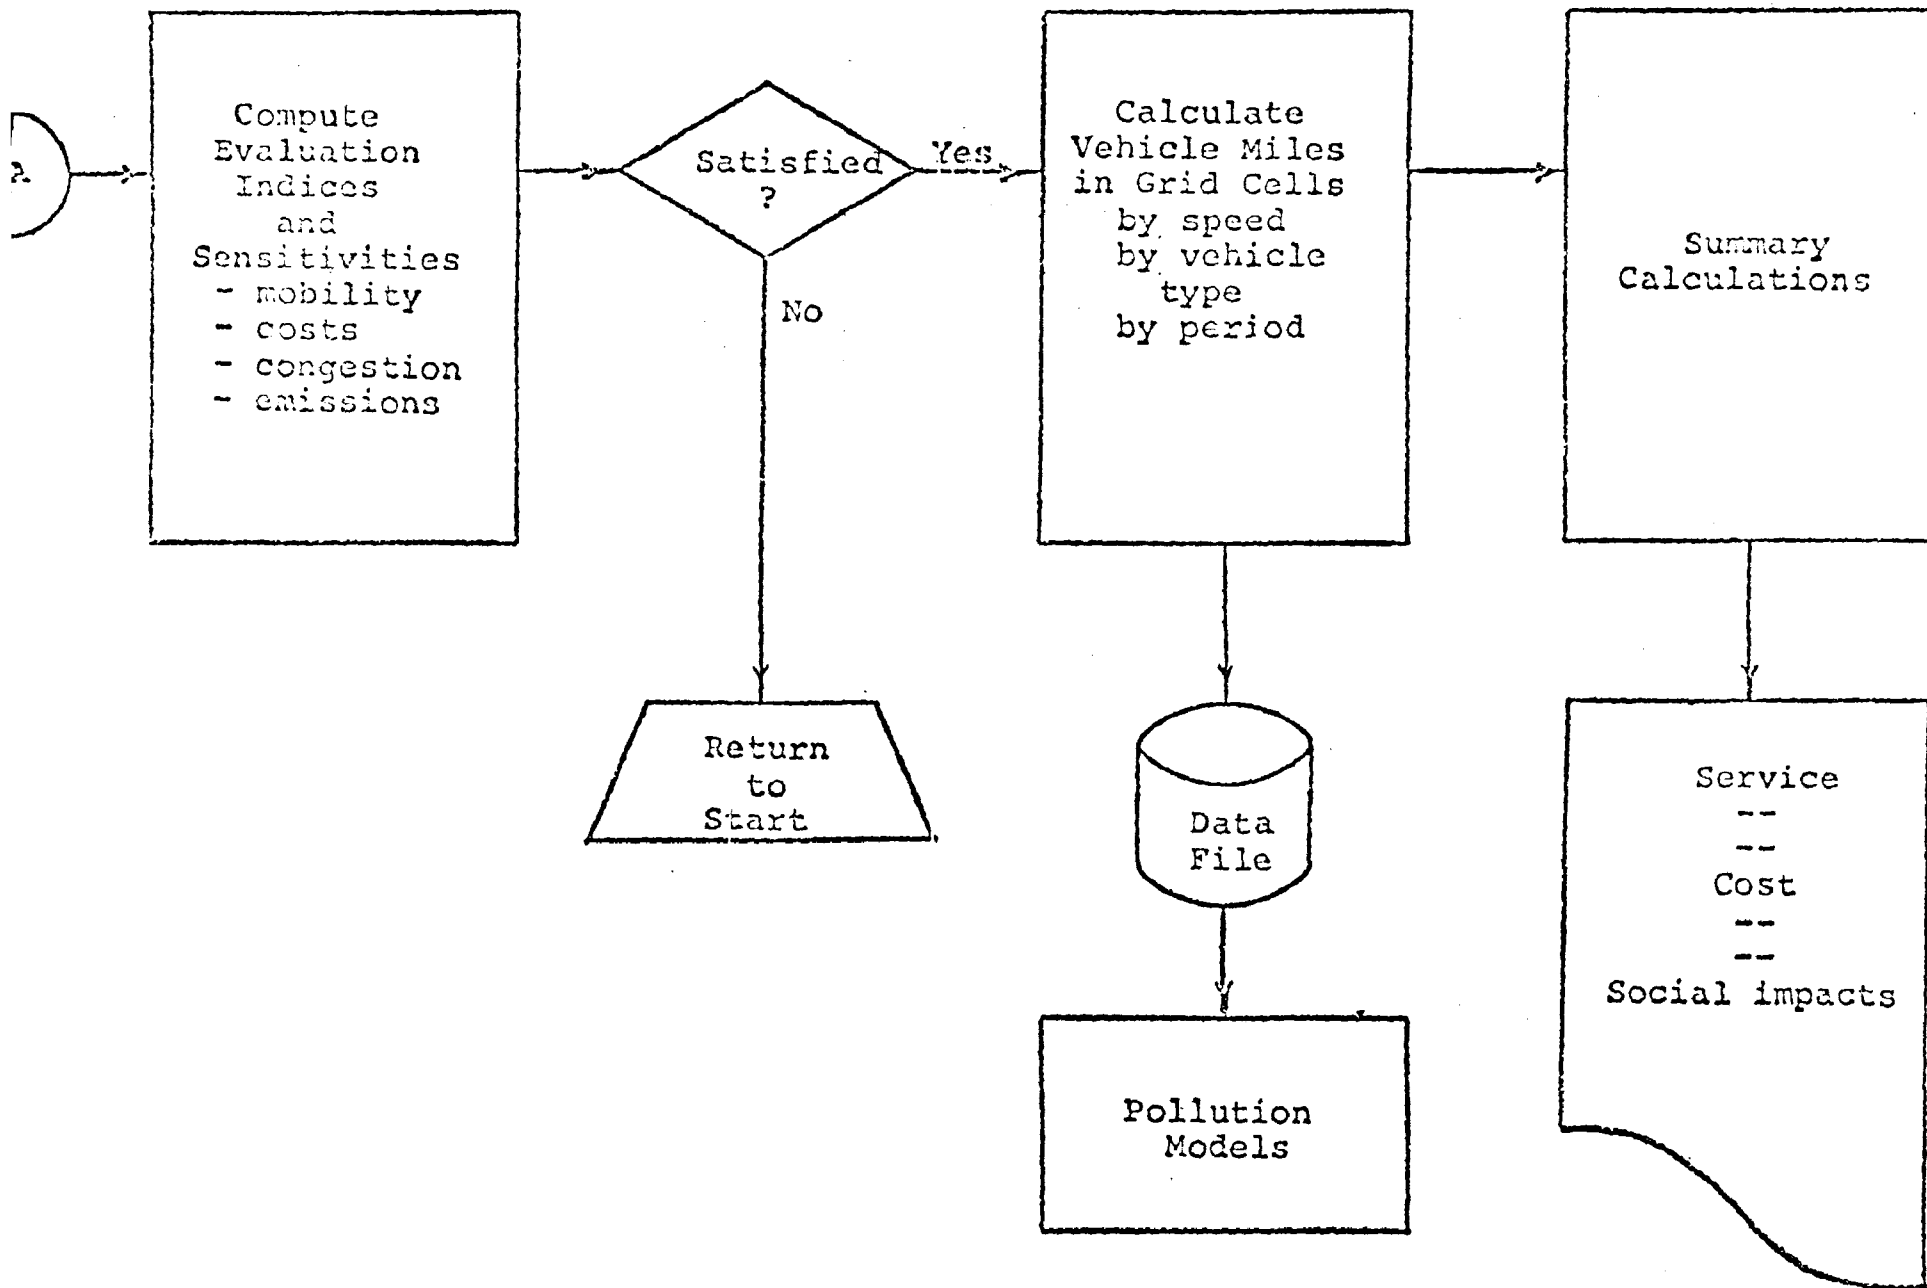 A
Compute
Evaluation
Indices
and
Sensitivities
- mobility
- costs
- congestion
- emissions
Satisfied
?
Yes
No
Return
to
Start
Calculate
Vehicle Miles
in Grid Cells
by speed
by vehicle
type
by period
Data
File
Pollution
Models
Summary
Calculations
Service
--
--
Cost
--
--
Social impacts